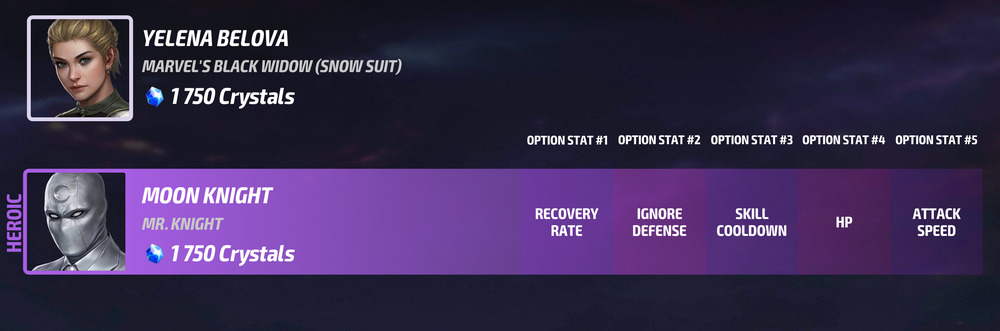 YELENA BELOVA
MARVEL'S BLACK WIDOW (SNOW SUIT)
1 750 Crystals
OPTION STAT #1 OPTION STAT #2 OPTION STAT #3 OPTION STAT #4 OPTION STAT #5
HEROIC
MOON KNIGHT
MR. KNIGHT
1 750 Crystals
RECOVERY
RATE
IGNORE
DEFENSE
SKILL
COOLDOWN
HP
ATTACK
SPEED